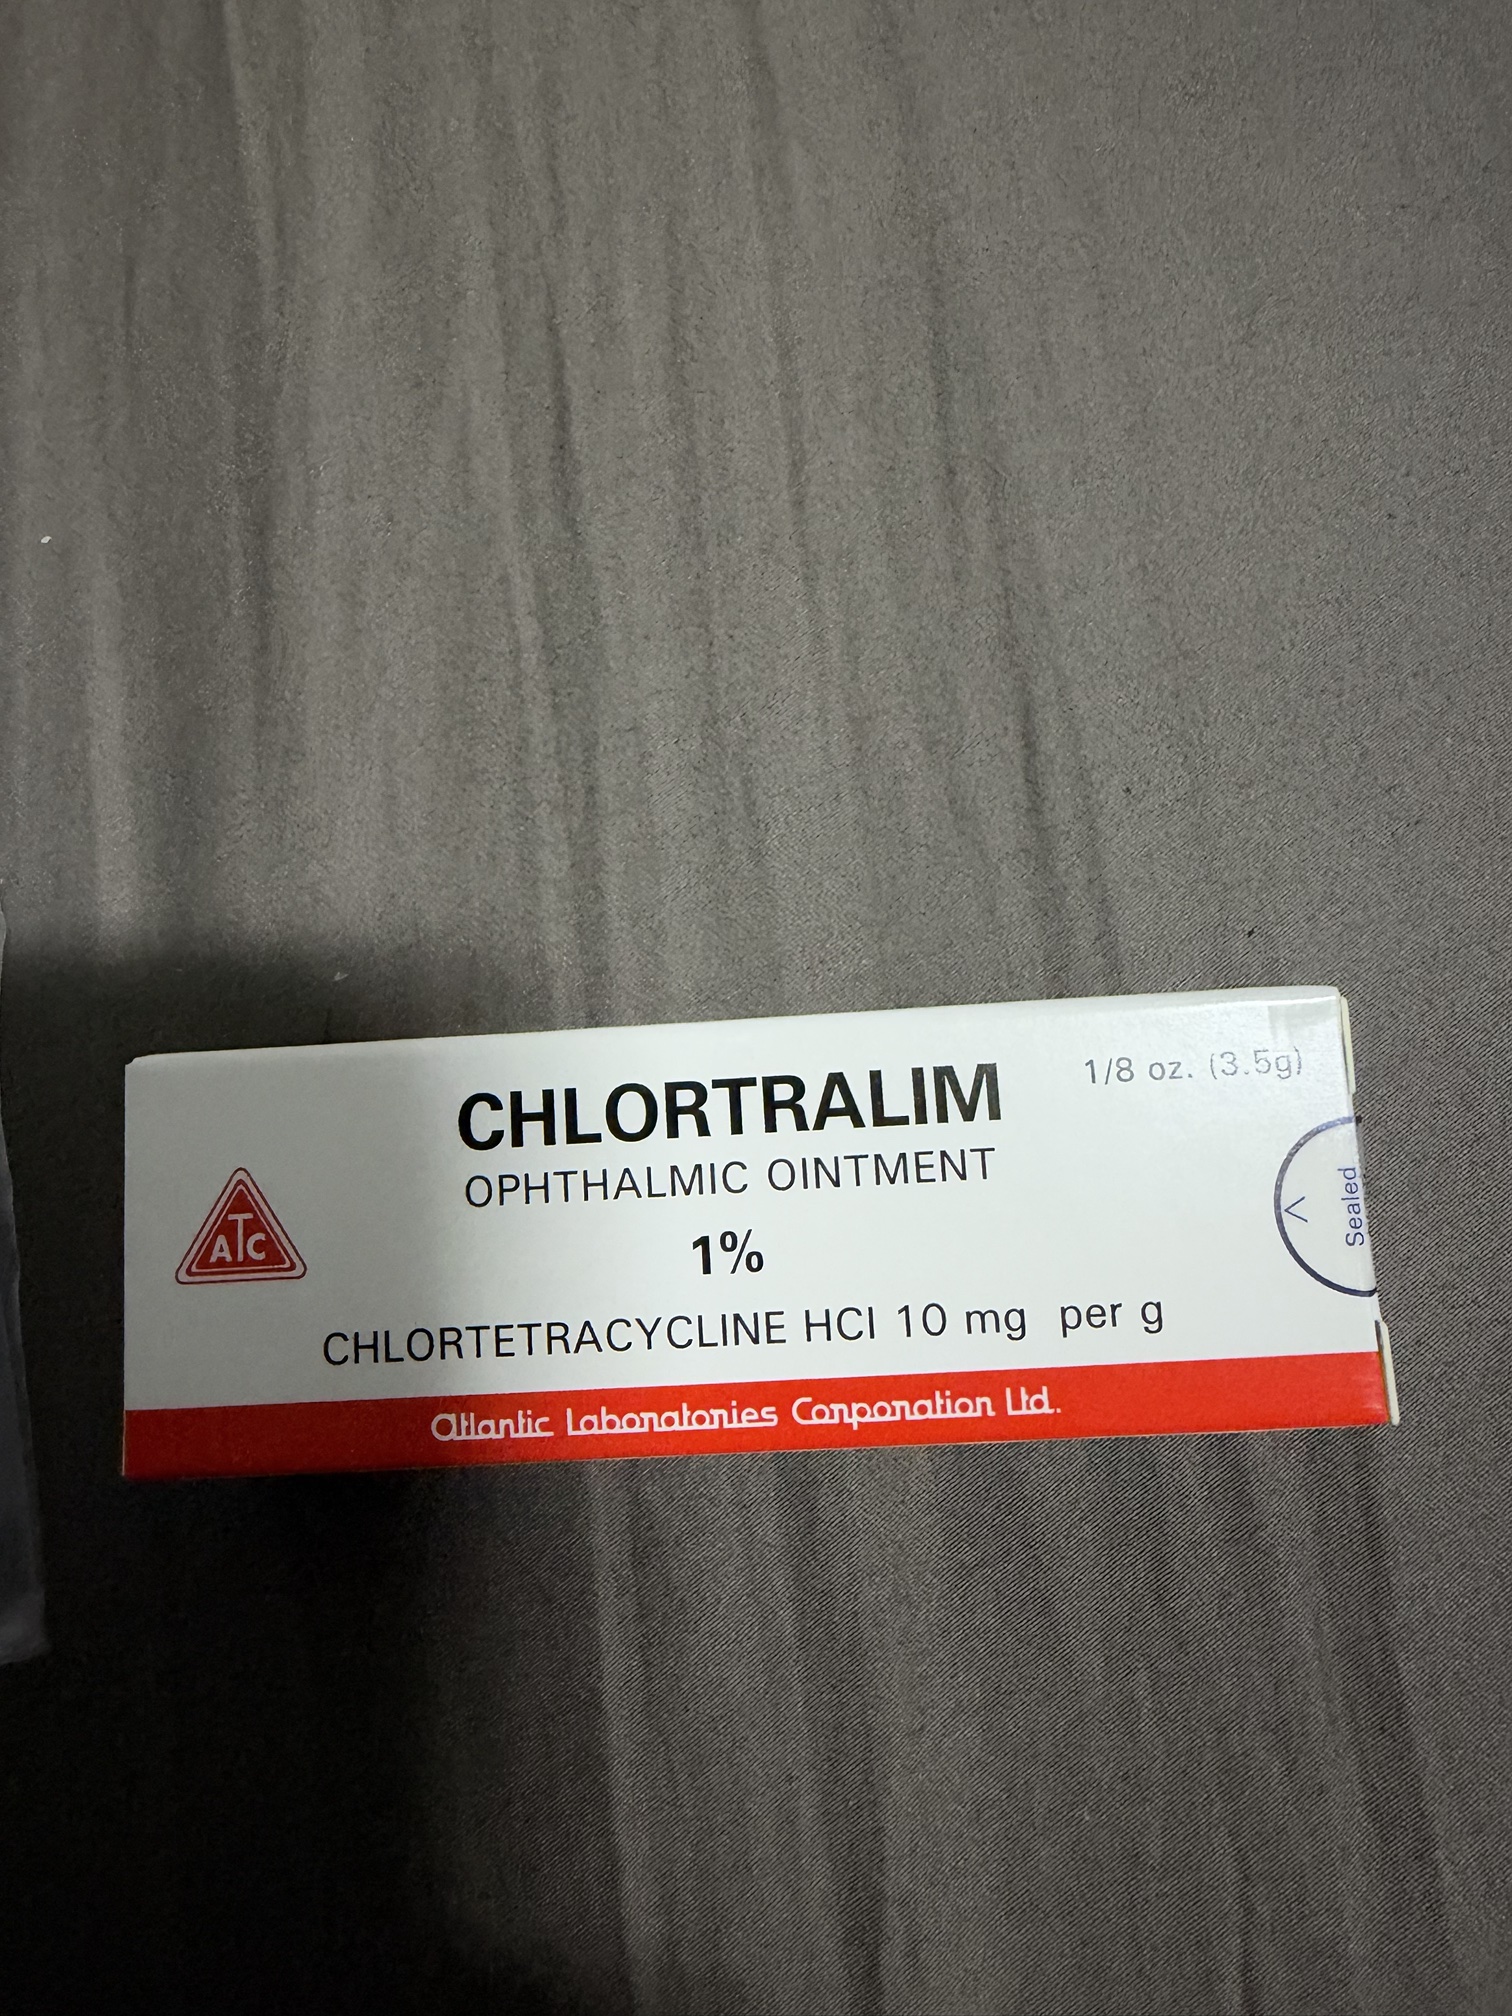 CHLORTRALIM
1/8 oz. (3.5g)
OPHTHALMIC OINTMENT
1%
ATC
Sealed
CHLORTETRACYCLINE HCl 10 mg per g
Atlantic Laboratories Corporation Ltd.